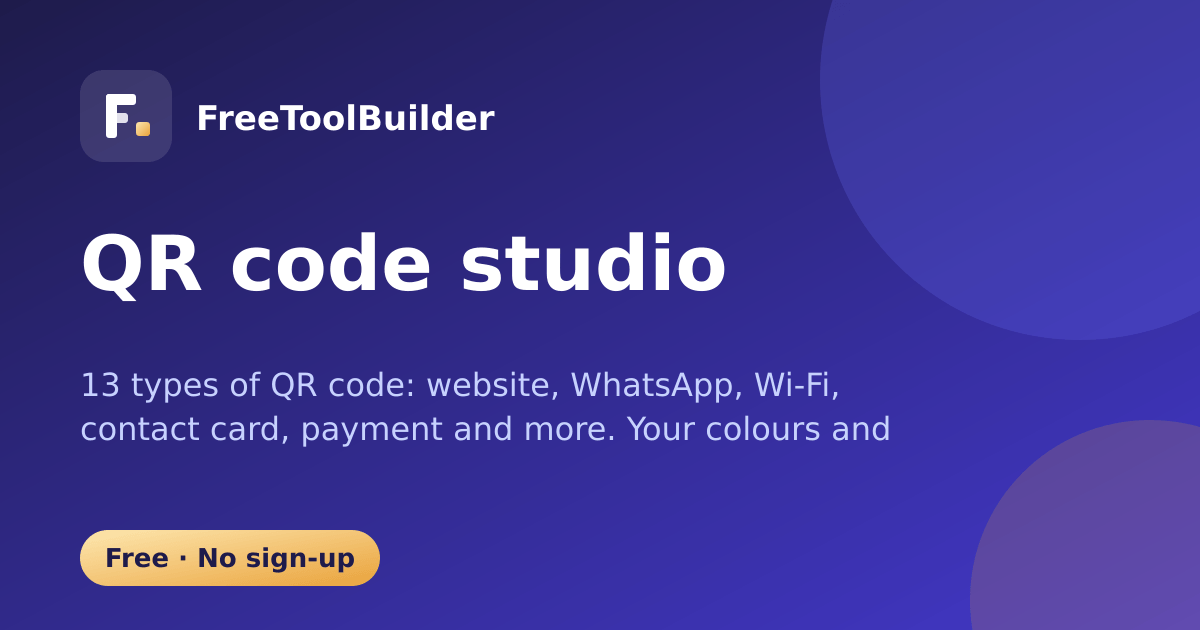 FreeToolBuilder
QR code studio
13 types of QR code: website, WhatsApp, Wi-Fi,
contact card, payment and more. Your colours and
Free · No sign-up